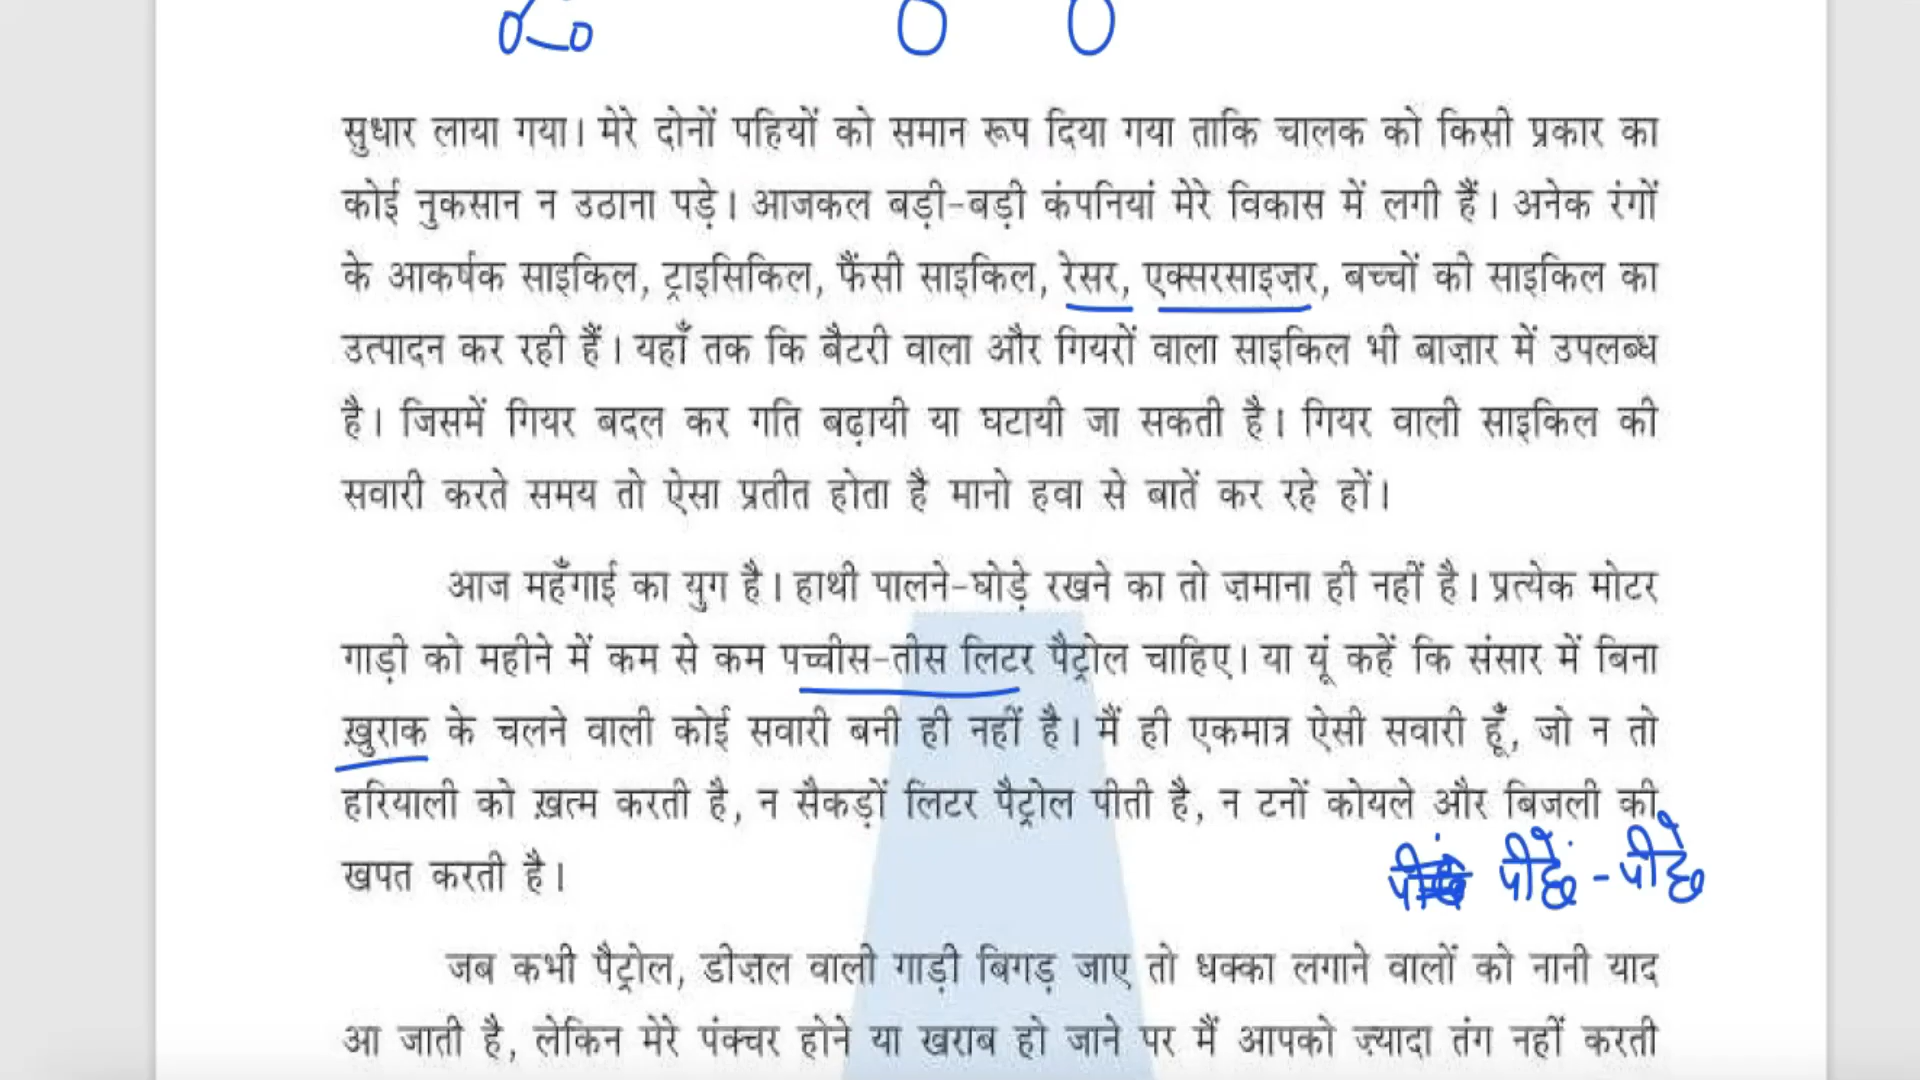 सुधार लाया गया। मेरे दोनों पहियों को समान रूप दिया गया ताकि चालक को किसी प्रकार का
कोई नुकसान न उठाना पड़े। आजकल बड़ी-बड़ी कंपनियां मेरे विकास में लगी हैं। अनेक रंगों
के आकर्षक साइकिल, ट्राइसिकिल, फैंसी साइकिल, रेसर, एक्सरसाइज़र, बच्चों की साइकिल का
उत्पादन कर रही हैं। यहाँ तक कि बैटरी वाला और गियरों वाला साइकिल भी बाज़ार में उपलब्ध
है। जिसमें गियर बदल कर गति बढ़ायी या घटायी जा सकती है। गियर वाली साइकिल की
सवारी करते समय तो ऐसा प्रतीत होता है मानो हवा से बातें कर रहे हों।
आज महँगाई का युग है। हाथी पालने-घोड़े रखने का तो ज़माना ही नहीं है। प्रत्येक मोटर
गाड़ी को महीने में कम से कम पच्चीस-तीस लिटर पैट्रोल चाहिए। या यूं कहें कि संसार में बिना
ख़ुराक के चलने वाली कोई सवारी बनी ही नहीं है। मैं ही एकमात्र ऐसी सवारी हूँ, जो न तो
हरियाली को ख़त्म करती है, न सैकड़ों लिटर पैट्रोल पीती है, न टनों कोयले और बिजली की
खपत करती है।
पीछे - पीछे
जब कभी पैट्रोल, डीज़ल वाली गाड़ी बिगड़ जाए तो धक्का लगाने वालों को नानी याद
आ जाती है, लेकिन मेरे पंक्चर होने या खराब हो जाने पर मैं आपको ज़्यादा तंग नहीं करती